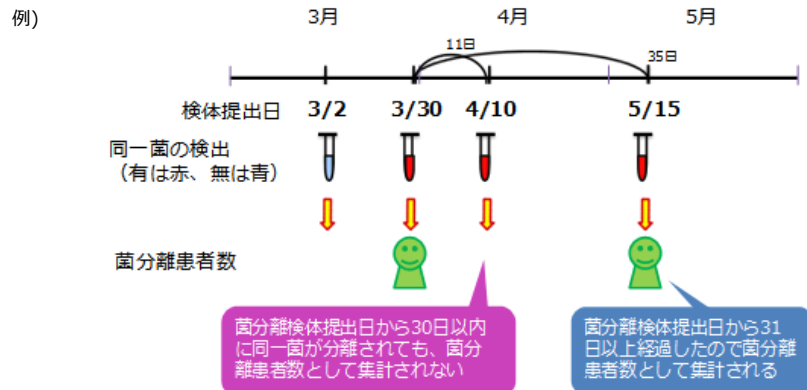 例)
3月 4月 5月
11日
35日
検体提出日 3/2 3/30 4/10 5/15
同一菌の検出
（有は赤、無は青）
菌分離患者数
菌分離検体提出日から30日以内
に同一菌が分離されても、菌分
離患者数として集計されない
菌分離検体提出日から31
日以上経過したので菌分離
患者数として集計される